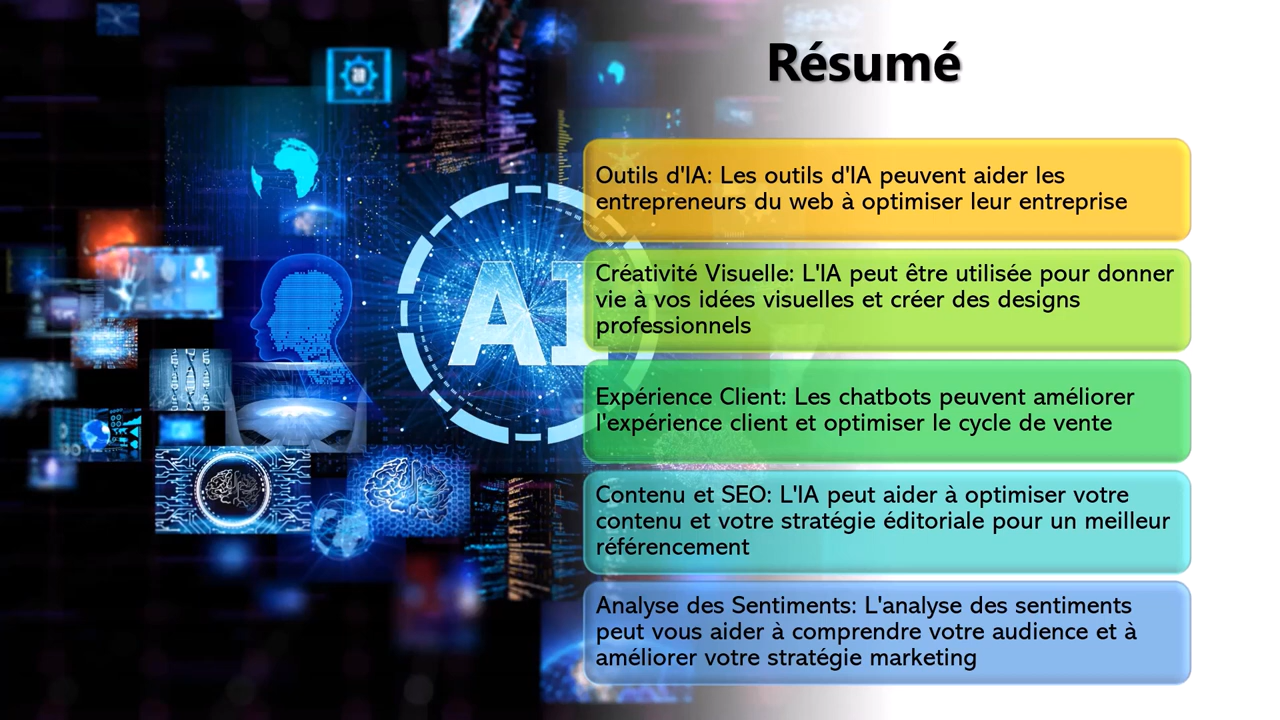 Résumé
AI
Outils d'IA: Les outils d'IA peuvent aider les
entrepreneurs du web à optimiser leur entreprise
Créativité Visuelle: L'IA peut être utilisée pour donner
vie à vos idées visuelles et créer des designs
professionnels
Expérience Client: Les chatbots peuvent améliorer
l'expérience client et optimiser le cycle de vente
Contenu et SEO: L'IA peut aider à optimiser votre
contenu et votre stratégie éditoriale pour un meilleur
référencement
Analyse des Sentiments: L'analyse des sentiments
peut vous aider à comprendre votre audience et à
améliorer votre stratégie marketing